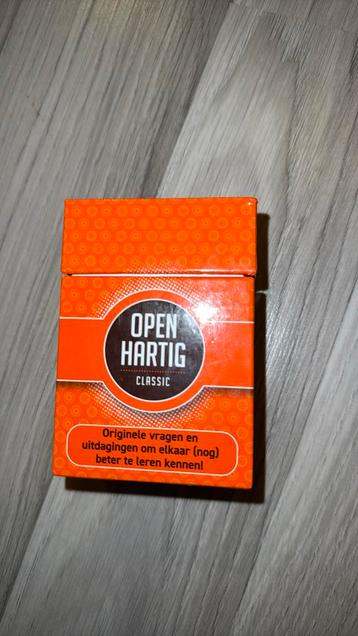 OPEN
HARTIG
CLASSIC
Originele vragen en
uitdagingen om elkaar (nog)
beter te leren kennen!